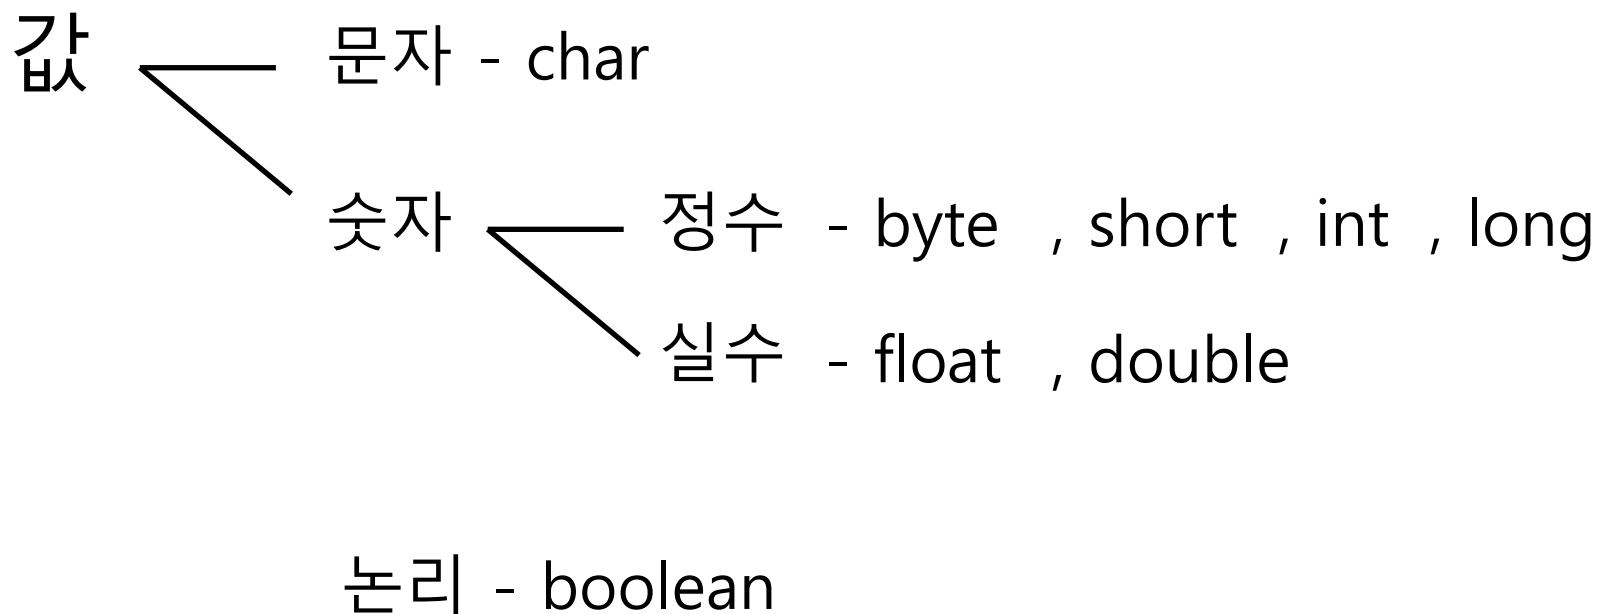 값 문자 - char
숫자 정수 - byte , short , int , long
실수 - float , double
논리 - boolean